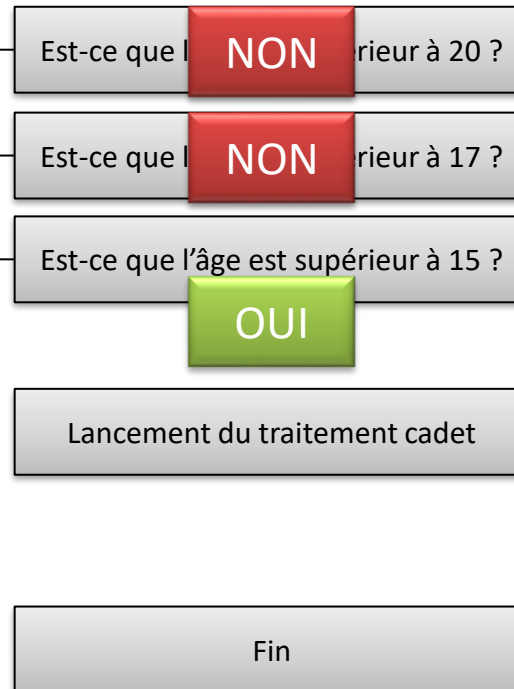 Est-ce que l NON rieur à 20 ?
Est-ce que l NON rieur à 17 ?
Est-ce que l'âge est supérieur à 15 ?
OUI
Lancement du traitement cadet
Fin